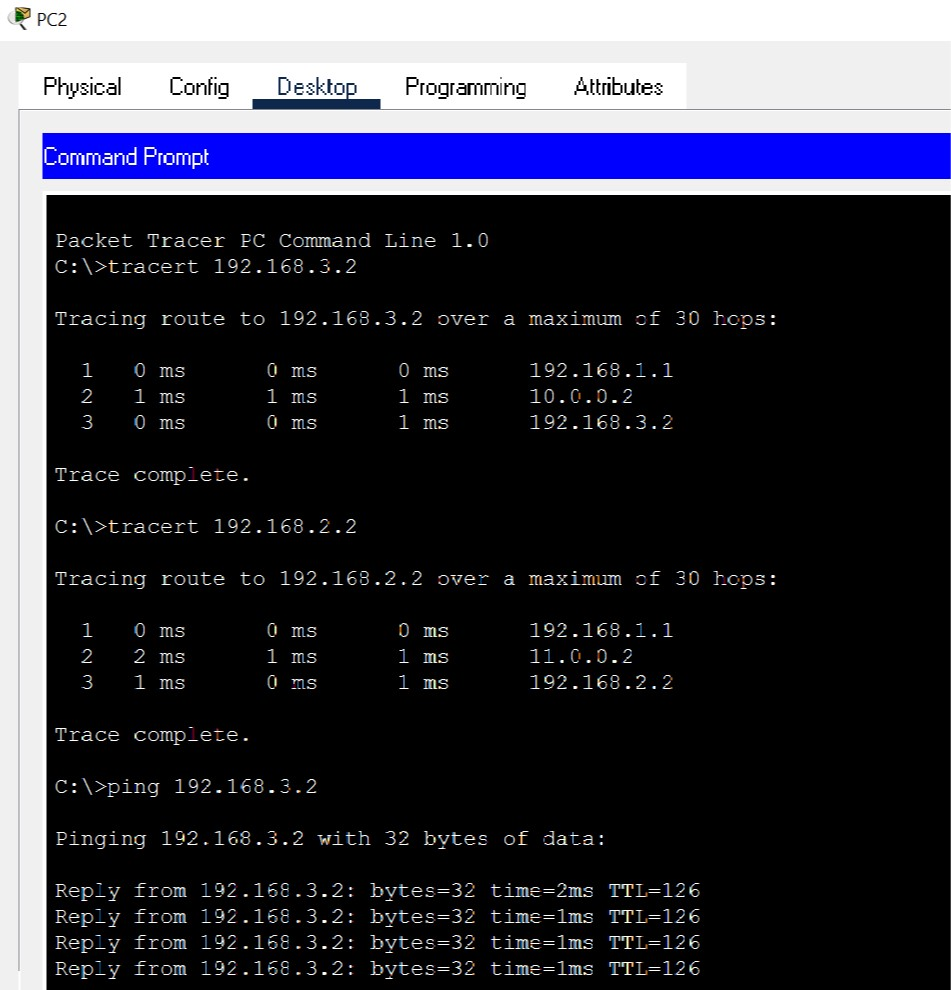 PC2
Physical Config Desktop Programming Attributes
Command Prompt
Packet Tracer PC Command Line 1.0
C:\>tracert 192.168.3.2
Tracing route to 192.168.3.2 over a maximum of 30 hops:
1 0 ms 0 ms 0 ms 192.168.1.1
2 1 ms 1 ms 1 ms 10.0.0.2
3 0 ms 0 ms 1 ms 192.168.3.2
Trace complete.
C:\>tracert 192.168.2.2
Tracing route to 192.168.2.2 over a maximum of 30 hops:
1 0 ms 0 ms 0 ms 192.168.1.1
2 2 ms 1 ms 1 ms 11.0.0.2
3 1 ms 0 ms 1 ms 192.168.2.2
Trace complete.
C:\>ping 192.168.3.2
Pinging 192.168.3.2 with 32 bytes of data:
Reply from 192.168.3.2: bytes=32 time=2ms TTL=126
Reply from 192.168.3.2: bytes=32 time=1ms TTL=126
Reply from 192.168.3.2: bytes=32 time=1ms TTL=126
Reply from 192.168.3.2: bytes=32 time=1ms TTL=126